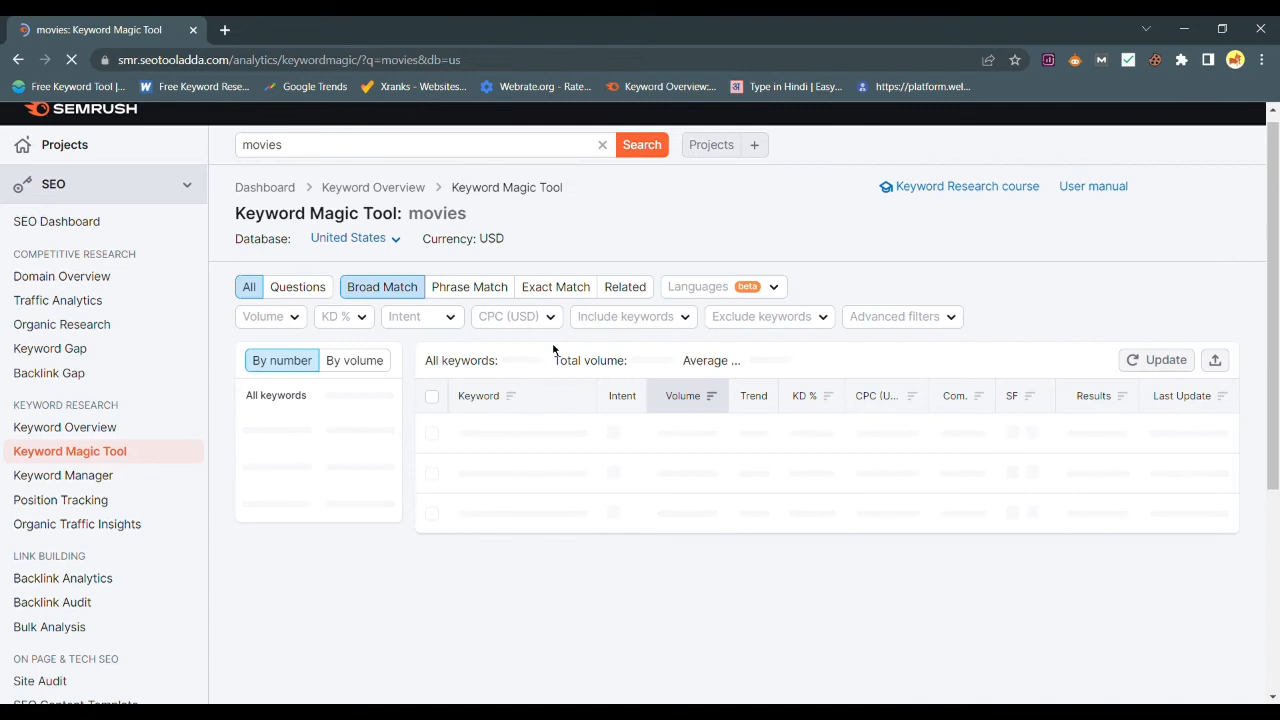 movies: Keyword Magic Tool
smr.seotooladda.com/analytics/keywordmagic/?q=movies&db=us
Free Keyword Tool |... Free Keyword Rese... Google Trends Xranks - Websites... Webrate.org - Rate... Keyword Overview:... Type in Hindi | Easy... https://platform.wel...
SEMRUSH
Projects
movies Search Projects +
SEO
Dashboard > Keyword Overview > Keyword Magic Tool Keyword Research course User manual
Keyword Magic Tool: movies
Database: United States Currency: USD
All Questions Broad Match Phrase Match Exact Match Related Languages beta
Volume KD % Intent CPC (USD) Include keywords Exclude keywords Advanced filters
By number By volume
All keywords
All keywords: Total volume: Average ... Update
Keyword Intent Volume Trend KD % CPC (U... Com. SF Results Last Update
SEO Dashboard
COMPETITIVE RESEARCH
Domain Overview
Traffic Analytics
Organic Research
Keyword Gap
Backlink Gap
KEYWORD RESEARCH
Keyword Overview
Keyword Magic Tool
Keyword Manager
Position Tracking
Organic Traffic Insights
LINK BUILDING
Backlink Analytics
Backlink Audit
Bulk Analysis
ON PAGE & TECH SEO
Site Audit
SEO Content Template